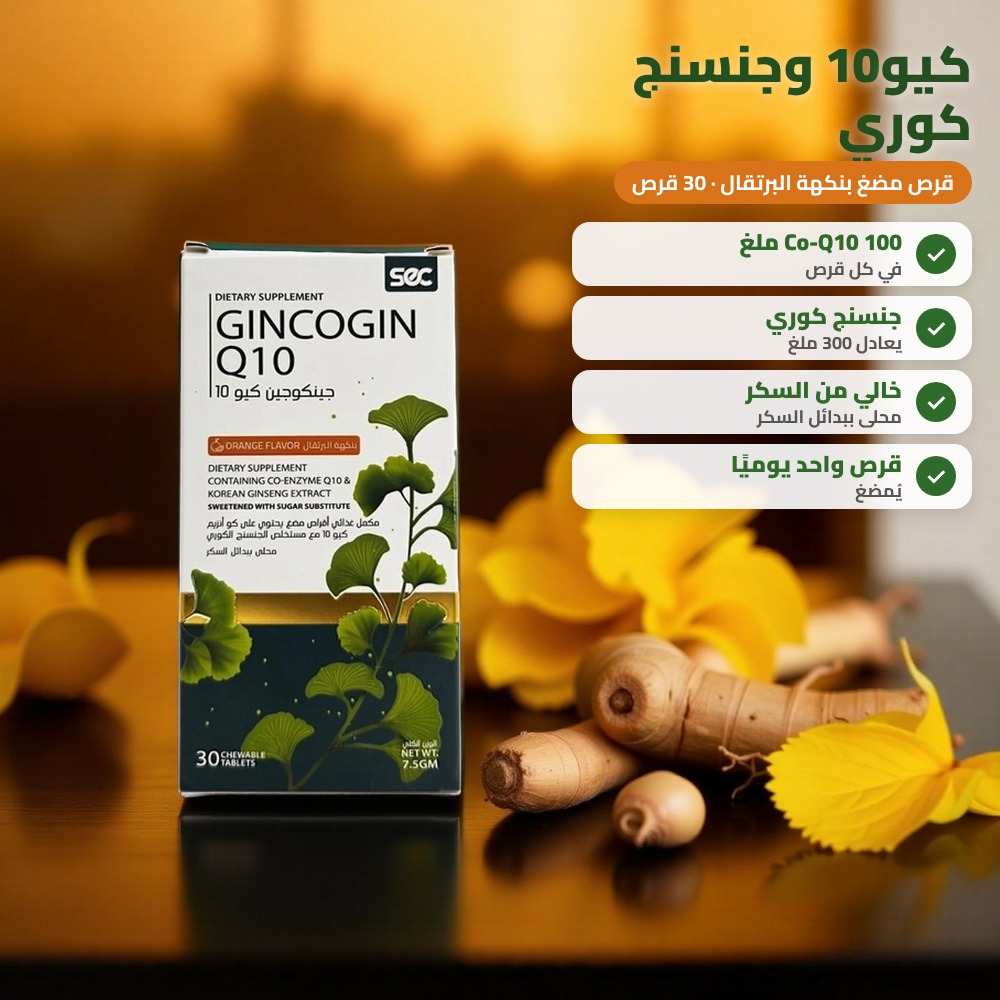 كيو10 وجنسنج
كوري
قرص مضغ بنكهة البرتقال · 30 قرص
Co-Q10 100 ملغ
في كل قرص
جنسنج كوري
يعادل 300 ملغ
خالي من السكر
محلى ببدائل السكر
قرص واحد يوميًا
يُمضغ
sec
DIETARY SUPPLEMENT
GINCOGIN
Q10
جينكوجين كيو 10
ORANGE FLAVOR بنكهة البرتقال
DIETARY SUPPLEMENT
CONTAINING CO-ENZYME Q10 &
KOREAN GINSENG EXTRACT
SWEETENED WITH SUGAR SUBSTITUTE
مكمل غذائي أقراص مضغ يحتوي على كو أنزيم
كيو 10 مع مستخلص الجنسنج الكوري
محلى ببدائل السكر
30 CHEWABLE
TABLETS
الوزن الكلي
NET WT.
7.5GM